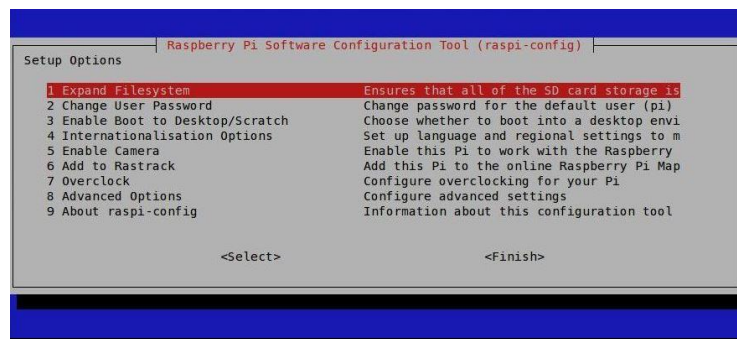 Raspberry Pi Software Configuration Tool (raspi-config)
Setup Options
1 Expand Filesystem Ensures that all of the SD card storage is
2 Change User Password Change password for the default user (pi)
3 Enable Boot to Desktop/Scratch Choose whether to boot into a desktop envi
4 Internationalisation Options Set up language and regional settings to m
5 Enable Camera Enable this Pi to work with the Raspberry
6 Add to Rastrack Add this Pi to the online Raspberry Pi Map
7 Overclock Configure overclocking for your Pi
8 Advanced Options Configure advanced settings
9 About raspi-config Information about this configuration tool
<Select> <Finish>